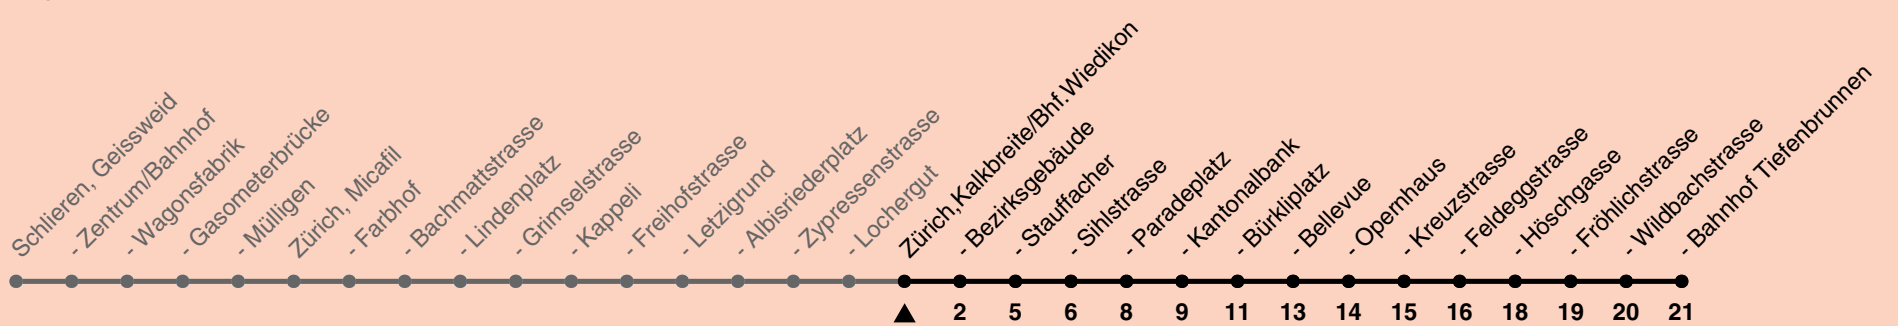 Schlieren, Geissweid
- Zentrum/Bahnhof
- Wagonsfabrik
- Gasometerbrücke
- Mülligen
Zürich, Micafil
- Farbhof
- Bachmattstrasse
- Lindenplatz
- Grimselstrasse
- Kappeli
- Freihofstrasse
- Letzigrund
- Albisriederplatz
- Zypressenstrasse
- Lochergut
Zürich,Kalkbreite/Bhf.Wiedikon
- Bezirksgebäude
- Stauffacher
- Sihlstrasse
- Paradeplatz
- Kantonalbank
- Bürkliplatz
- Bellevue
- Opernhaus
- Kreuzstrasse
- Feldeggstrasse
- Höschgasse
- Fröhlichstrasse
- Wildbachstrasse
- Bahnhof Tiefenbrunnen
2 5 6 8 9 11 13 14 15 16 18 19 20 21